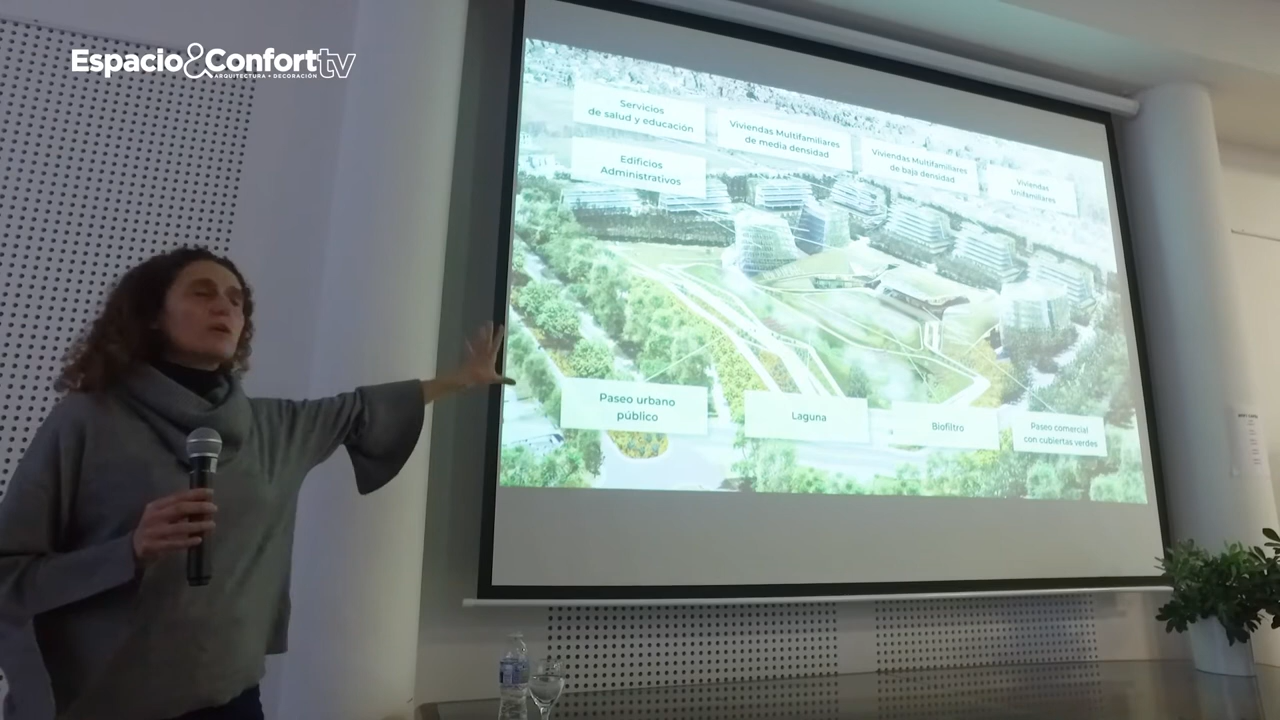 Espacio&Confort tv
ARQUITECTURA + DECORACIÓN
Servicios
de salud y educación
Viviendas Multifamiliares
de media densidad
Viviendas Multifamiliares
de baja densidad
Viviendas
Unifamiliares
Edificios
Administrativos
Paseo urbano
público
Laguna
Biofiltro
Paseo comercial
con cubiertas verdes